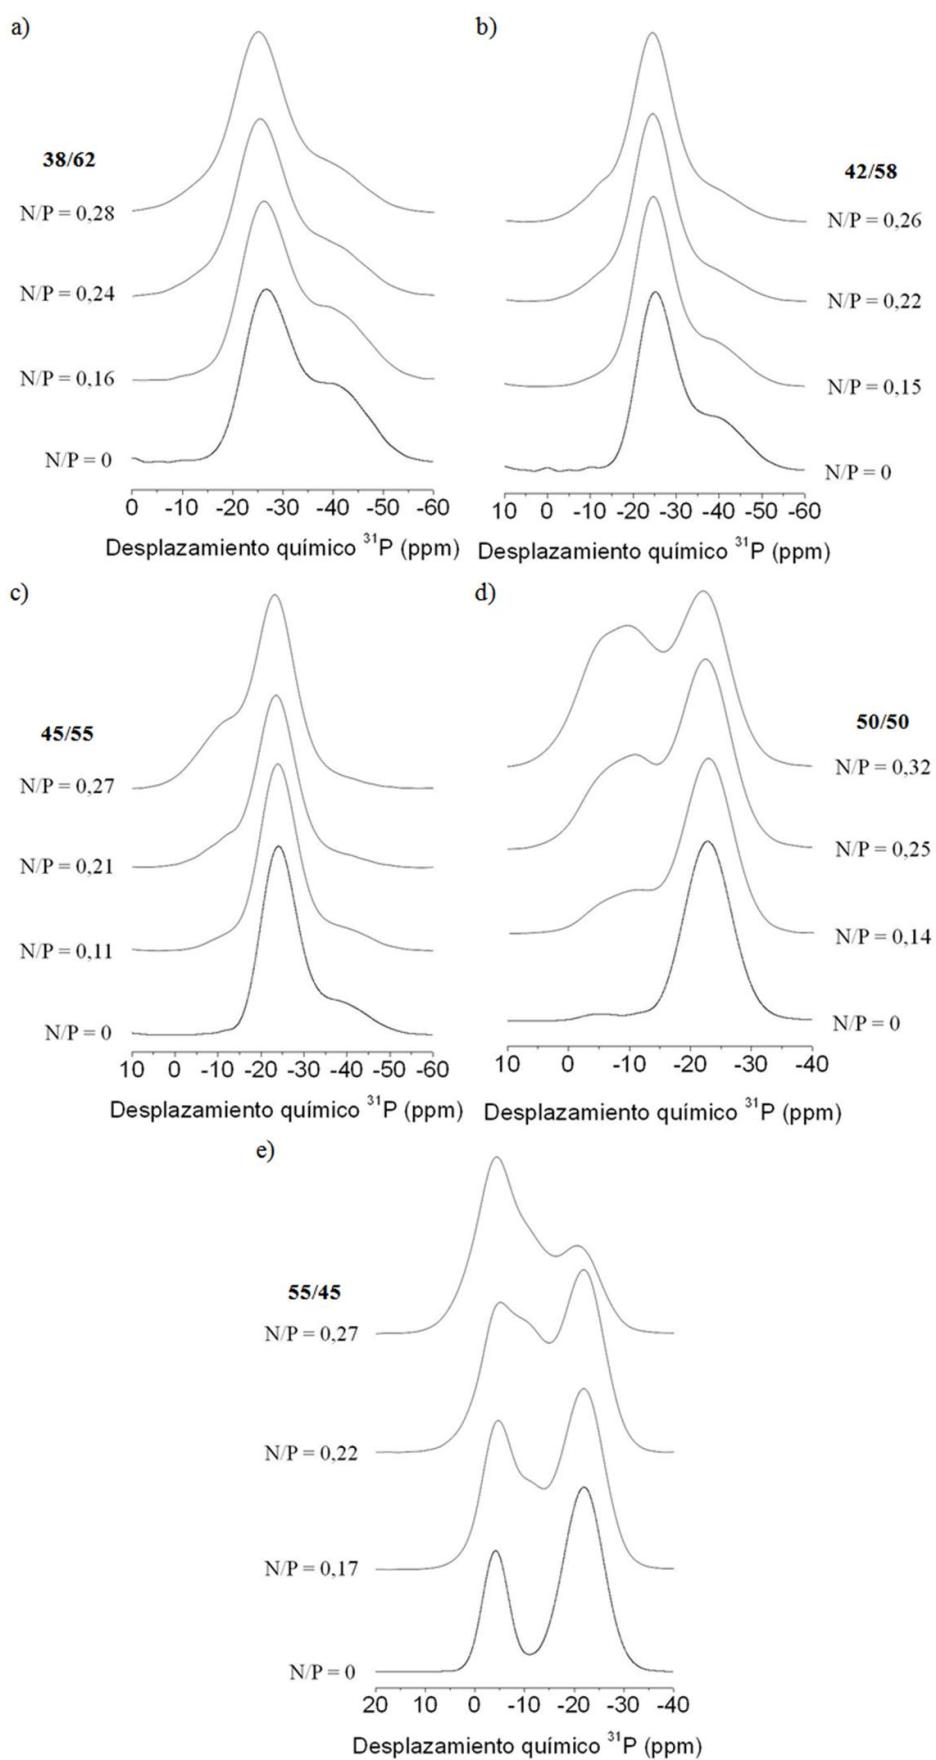 a)
38/62
N/P = 0,28
N/P = 0,24
N/P = 0,16
N/P = 0
0 -10 -20 -30 -40 -50 -60
Desplazamiento químico ³¹P (ppm)
b)
42/58
N/P = 0,26
N/P = 0,22
N/P = 0,15
N/P = 0
10 0 -10 -20 -30 -40 -50 -60
Desplazamiento químico ³¹P (ppm)
c)
45/55
N/P = 0,27
N/P = 0,21
N/P = 0,11
N/P = 0
10 0 -10 -20 -30 -40 -50 -60
Desplazamiento químico ³¹P (ppm)
d)
50/50
N/P = 0,32
N/P = 0,25
N/P = 0,14
N/P = 0
10 0 -10 -20 -30 -40
Desplazamiento químico ³¹P (ppm)
e)
55/45
N/P = 0,27
N/P = 0,22
N/P = 0,17
N/P = 0
20 10 0 -10 -20 -30 -40
Desplazamiento químico ³¹P (ppm)